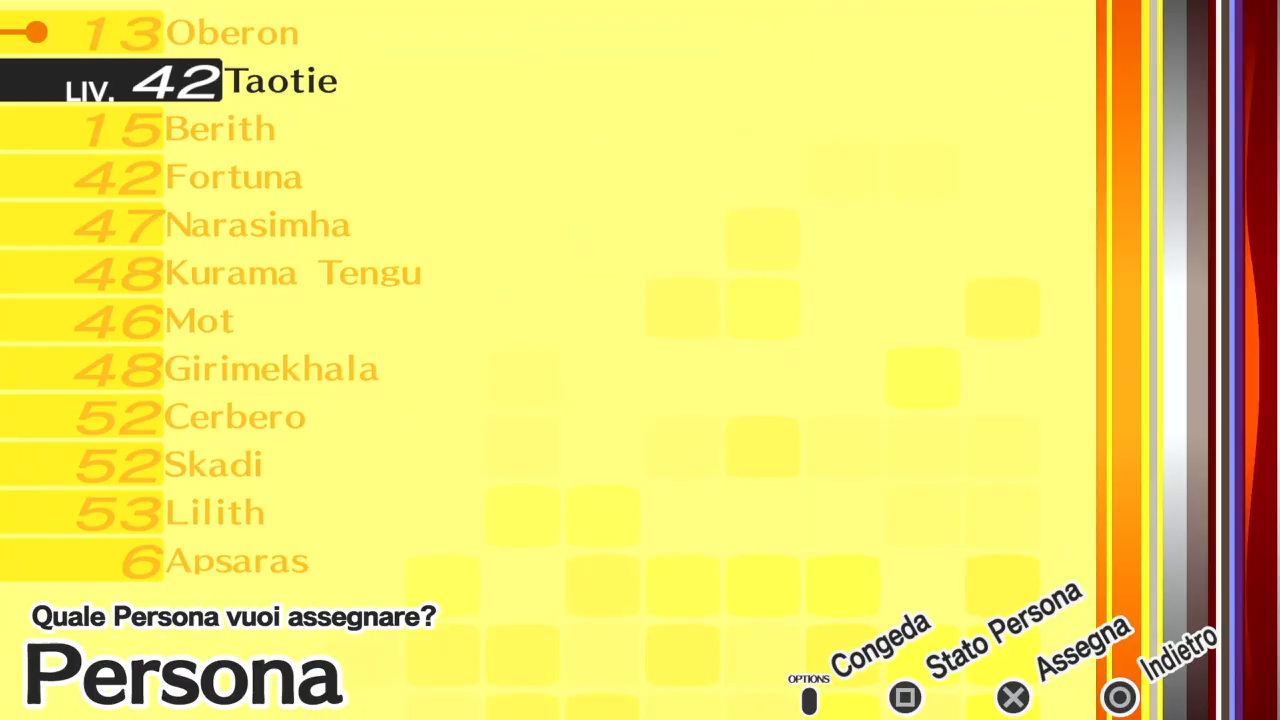 13 Oberon
LIV. 42 Taotie
15 Berith
42 Fortuna
47 Narasimha
48 Kurama Tengu
46 Mot
48 Girimekhala
52 Cerbero
52 Skadi
53 Lilith
6 Apsaras
Quale Persona vuoi assegnare?
Persona
OPTIONS Congeda
Stato Persona
Assegna
Indietro